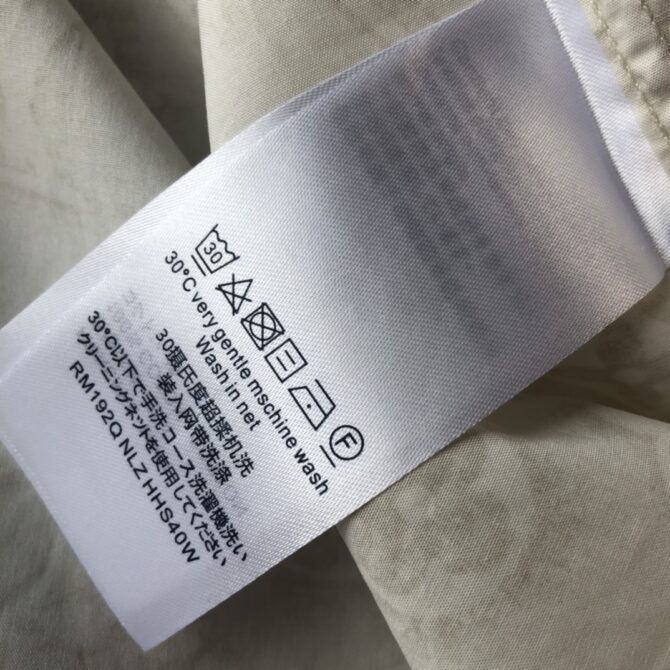 30
F
30°C very gentle mschine wash
Wash in net
30摄氏度超揉机洗
装入网带洗涤
30°C以下で手洗コース洗濯機洗い
クリーニングネットを使用してください
RM192Q NLZ HHS40W